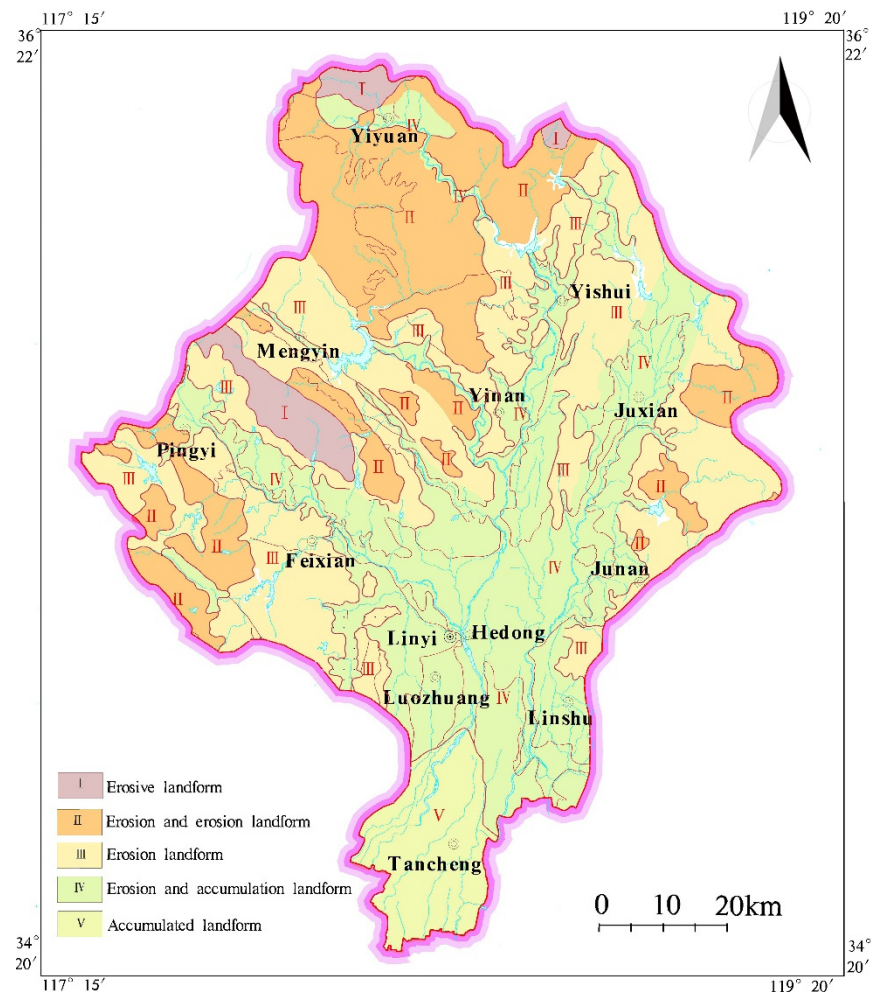 117° 15′
119° 20′
36°
22′
36°
22′
I
IV
Yiyuan
I
IV
II
II
III
III
Yishui
III
III
III
Mengyin
IV
III
Yinan
II
I
II
II
IV
Juxian
Pingyi
II
II
III
III
IV
II
II
II
II
III
Feixian
IV
Junan
II
Linyi
Hedong
III
III
Luozhuang
IV
Linshu
I Erosive landform
II Erosion and erosion landform
III Erosion landform
IV Erosion and accumulation landform
V Accumulated landform
V
Tancheng
0 10 20km
34°
20′
34°
20′
117° 15′
119° 20′